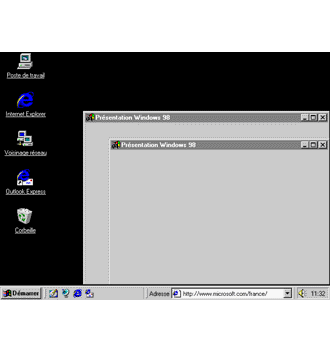 Poste de travail
Internet Explorer
Présentation Windows 98
Présentation Windows 98
Voisinage réseau
Outlook Express
Corbeille
Démarrer
Adresse http://www.microsoft.com/france/
11:32